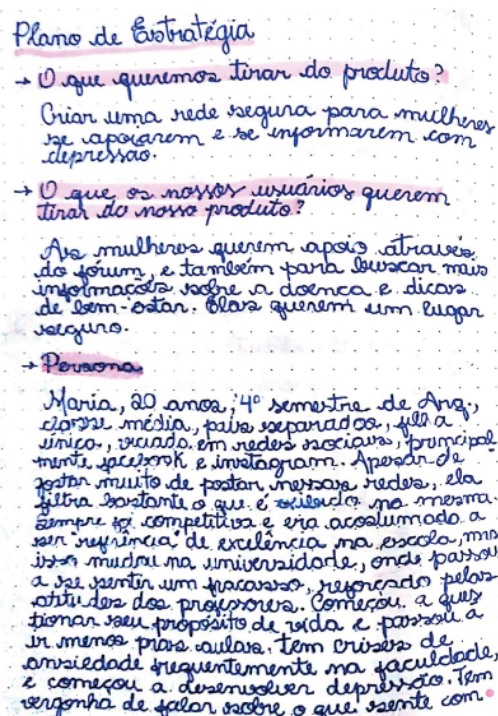 Plano de Estratégia
→ O que queremos tirar do produto?
Criar uma rede segura para mulheres
se apoiarem e se informarem com
depressão.
→ O que os nossos usuários querem
tirar do nosso produto?
As mulheres querem apoio através
do fórum, e também para buscar mais
informações sobre a doença e dicas
de bem-estar. Elas querem um lugar
seguro.
→ Persona
Maria, 20 anos, 4º semestre de Arq.,
classe média, pais separados, filha
única, viciada em redes sociais, principal
mente facebook e instagram. Apesar de
gostar muito de postar nessas redes, ela
filtra bastante o que é exibido na mesma.
Sempre foi competitiva e era acostumada a
ser "referência" de excelência na escola, mas
isso mudou na universidade, onde passou
a se sentir um fracasso, reforçado pelas
atitudes dos professores. Começou a ques
tionar seu propósito de vida e passou a
ir menos pras aulas. Tem crises de
ansiedade frequentemente na faculdade,
e começou a desenvolver depressão. Tem
vergonha de falar sobre o que sente com